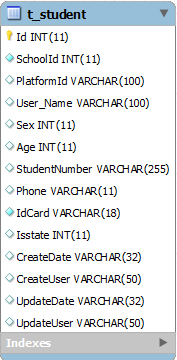 t_student
Id INT(11)
SchoolId INT(11)
PlatformId VARCHAR(100)
User_Name VARCHAR(100)
Sex INT(11)
Age INT(11)
StudentNumber VARCHAR(255)
Phone VARCHAR(11)
IdCard VARCHAR(18)
Isstate INT(11)
CreateDate VARCHAR(32)
CreateUser VARCHAR(50)
UpdateDate VARCHAR(32)
UpdateUser VARCHAR(50)
Indexes